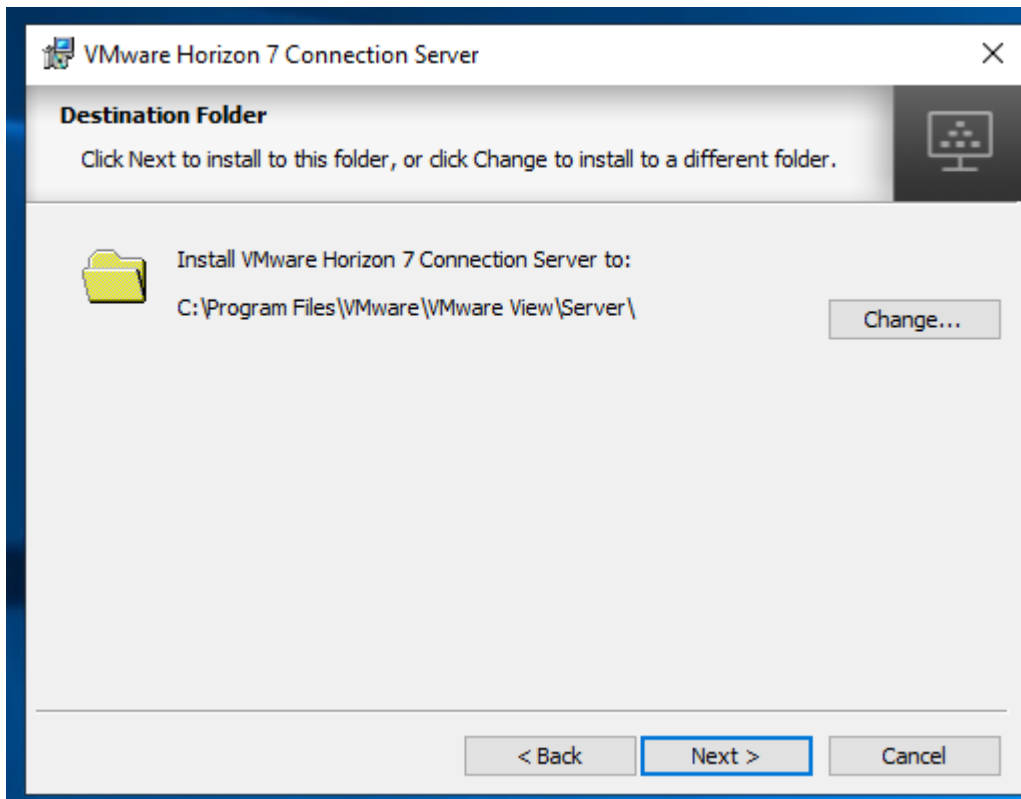 VMware Horizon 7 Connection Server
Destination Folder
Click Next to install to this folder, or click Change to install to a different folder.
Install VMware Horizon 7 Connection Server to:
C:\Program Files\VMware\VMware View\Server\
Change...
< Back
Next >
Cancel